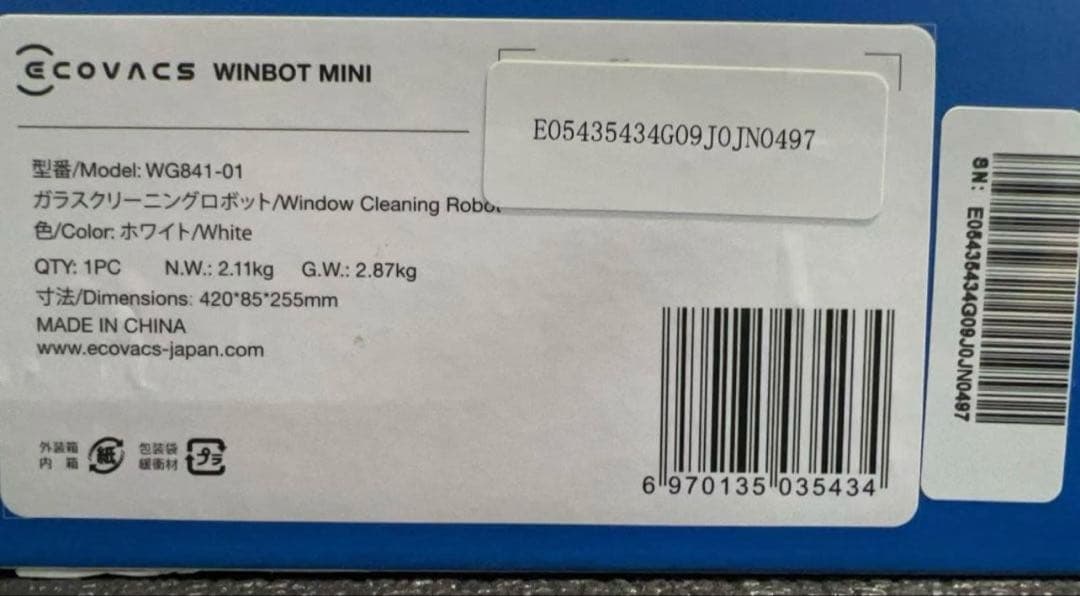 ECOVACS WINBOT MINI
E05435434G09J0JN0497
型番/Model: WG841-01
ガラスクリーニングロボット/Window Cleaning Robot
色/Color: ホワイト/White
QTY: 1PC N.W.: 2.11kg G.W.: 2.87kg
寸法/Dimensions: 420*85*255mm
MADE IN CHINA
www.ecovacs-japan.com
外装箱
内 箱
紙
包装袋
緩衝材
プラ
6 970135 035434
SN: E05435434G09J0JN0497